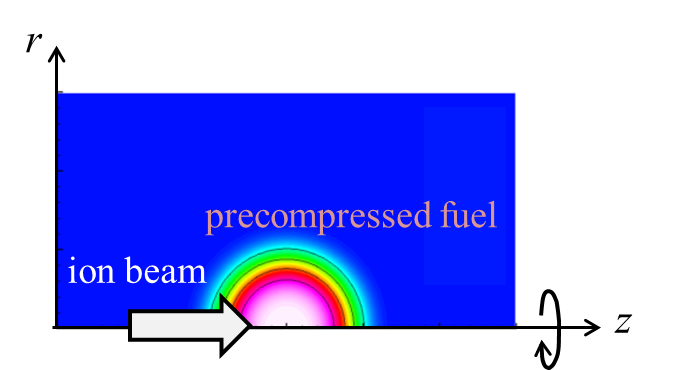 r
precompressed fuel
ion beam
z